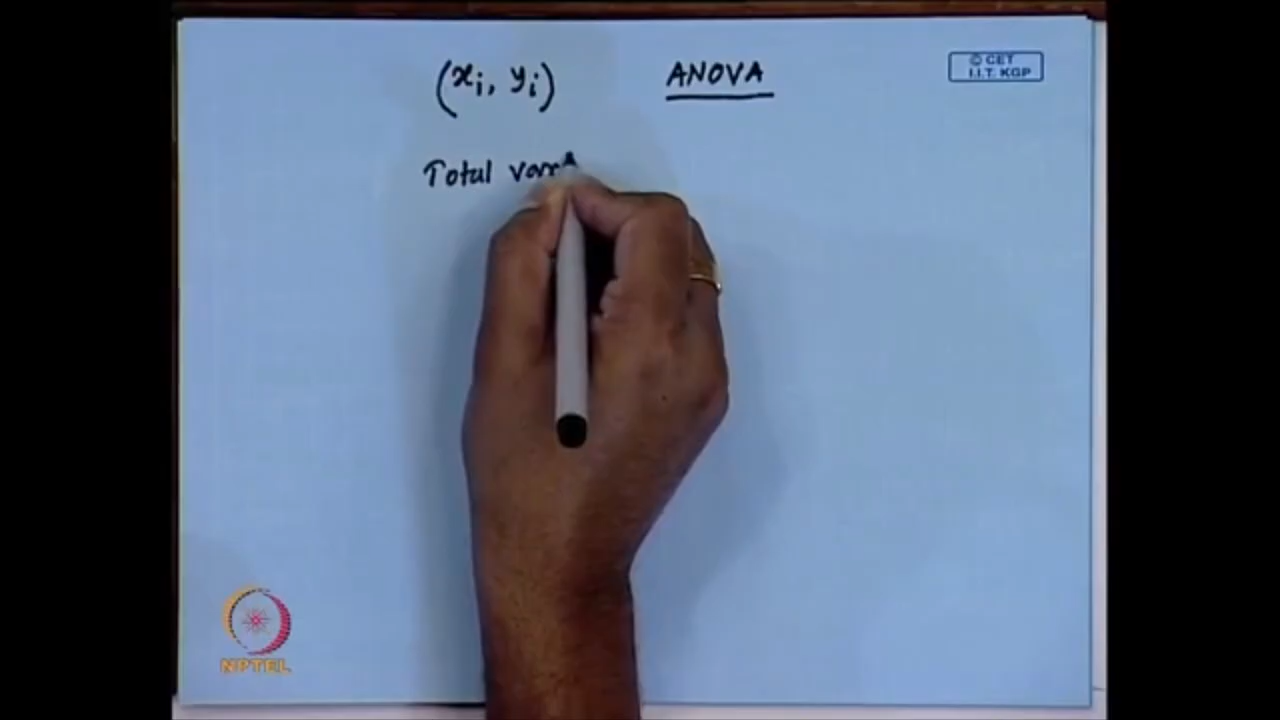 (xi, yi) ANOVA
© CET
I.I.T. KGP
Total
NPTEL